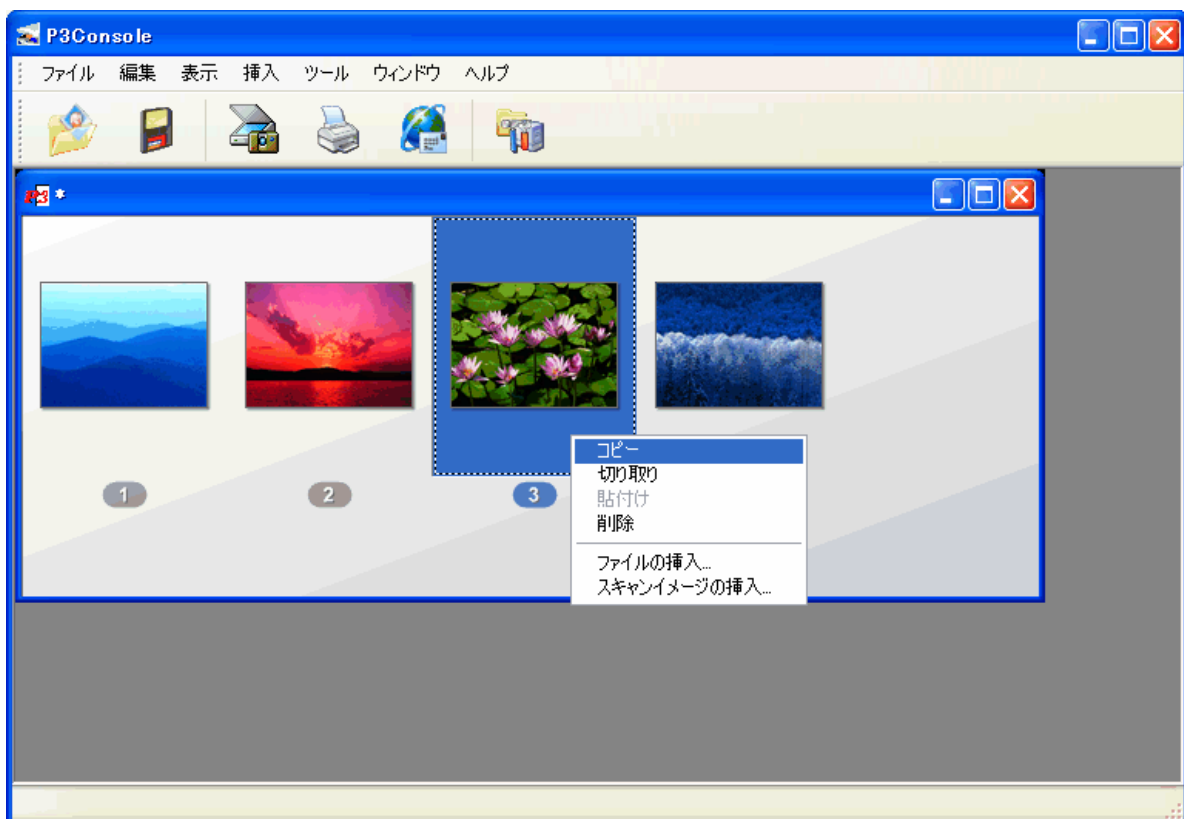 P3Console
ファイル 編集 表示 挿入 ツール ウィンドウ ヘルプ
P3 *
1 2 3
コピー
切り取り
貼付け
削除
ファイルの挿入...
スキャンイメージの挿入...